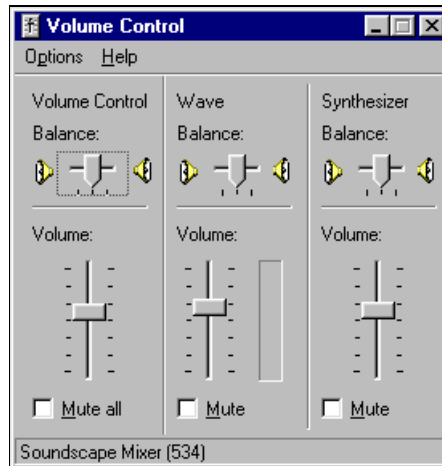 Volume Control
Options Help
Volume Control Wave Synthesizer
Balance: Balance: Balance:
Volume: Volume: Volume:
Mute all Mute Mute
Soundscape Mixer (534)